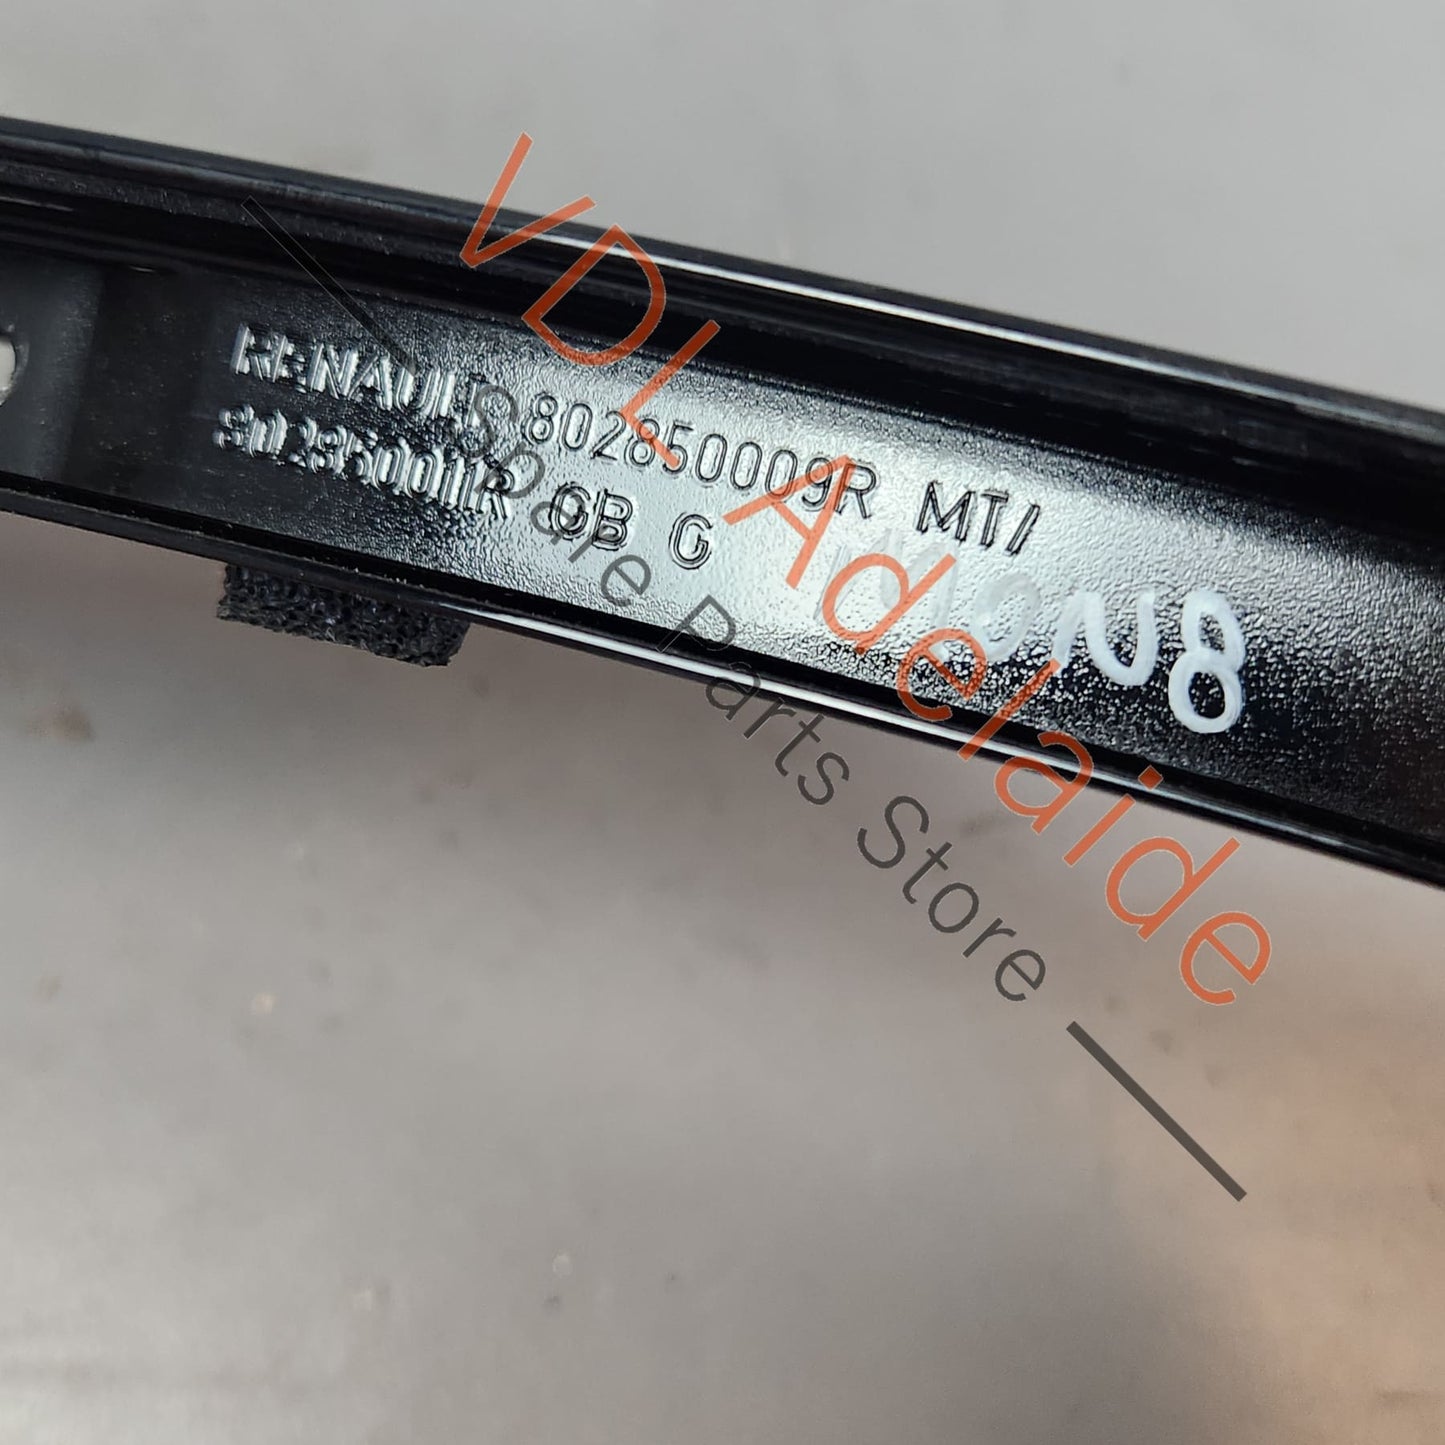 RENAULT 802850009R MT/
802850011R GB G
VDL Adelaide
Spare Parts Store